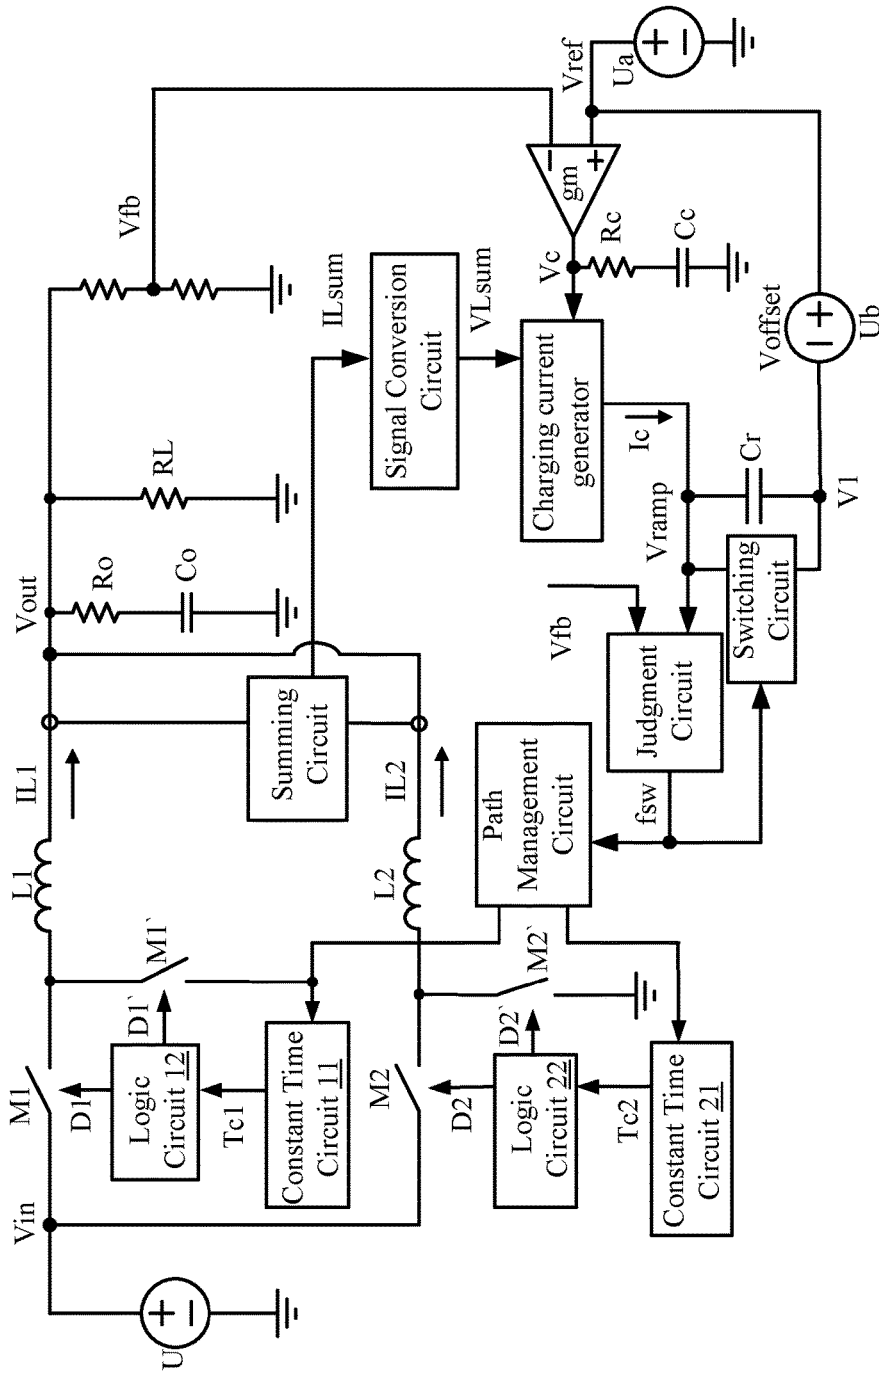 Vin
M1
D1
Logic
Circuit 12
D1`
M1`
Tc1
Constant Time
Circuit 11
U
L1
IL1
Vout
Ro
Co
RL
Vfb
Summing
Circuit
ILsum
Signal Conversion
Circuit
VLsum
M2
D2
Logic
Circuit 22
D2`
M2`
Tc2
Constant Time
Circuit 21
L2
IL2
Path
Management
Circuit
fsw
Vfb
Judgment
Circuit
Switching
Circuit
Vramp
Cr
V1
Ic
Charging current
generator
Vc
Rc
Cc
gm
Vref
Ua
Voffset
Ub